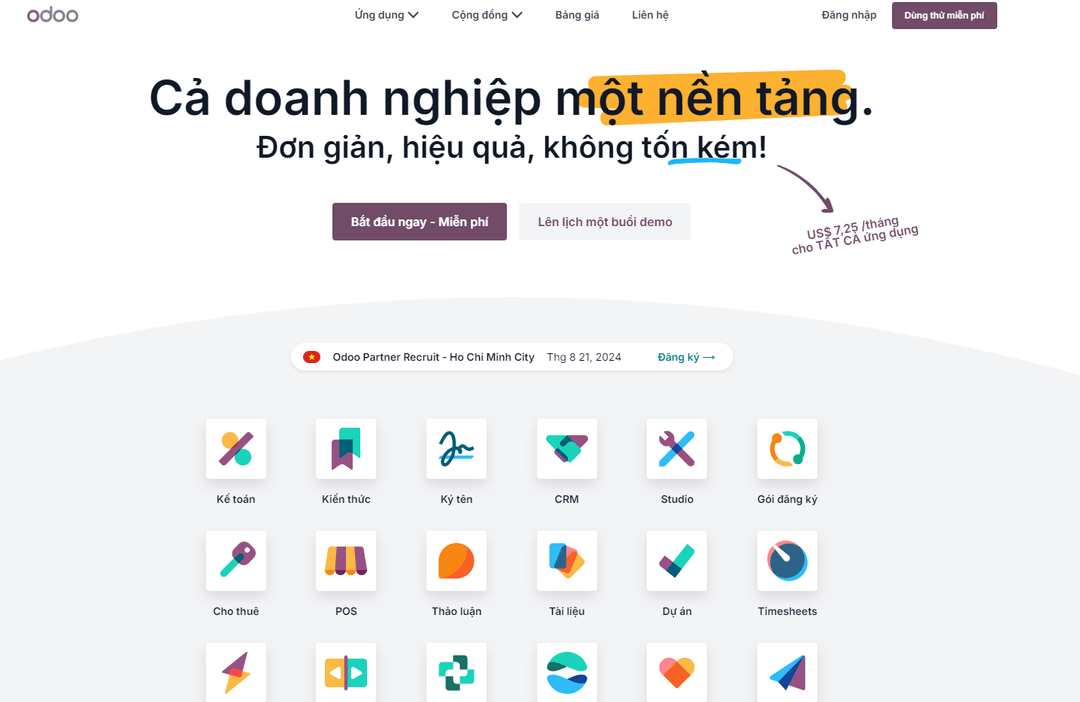 odoo
Ứng dụng
Cộng đồng
Bảng giá
Liên hệ
Đăng nhập
Dùng thử miễn phí
Cả doanh nghiệp một nền tảng.
Đơn giản, hiệu quả, không tốn kém!
Bắt đầu ngay - Miễn phí
Lên lịch một buổi demo
US$ 7,25 /tháng
cho TẤT CẢ ứng dụng
Odoo Partner Recruit - Ho Chi Minh City Thg 8 21, 2024 Đăng ký →
Kế toán
Kiến thức
Ký tên
CRM
Studio
Gói đăng ký
Cho thuê
POS
Thảo luận
Tài liệu
Dự án
Timesheets